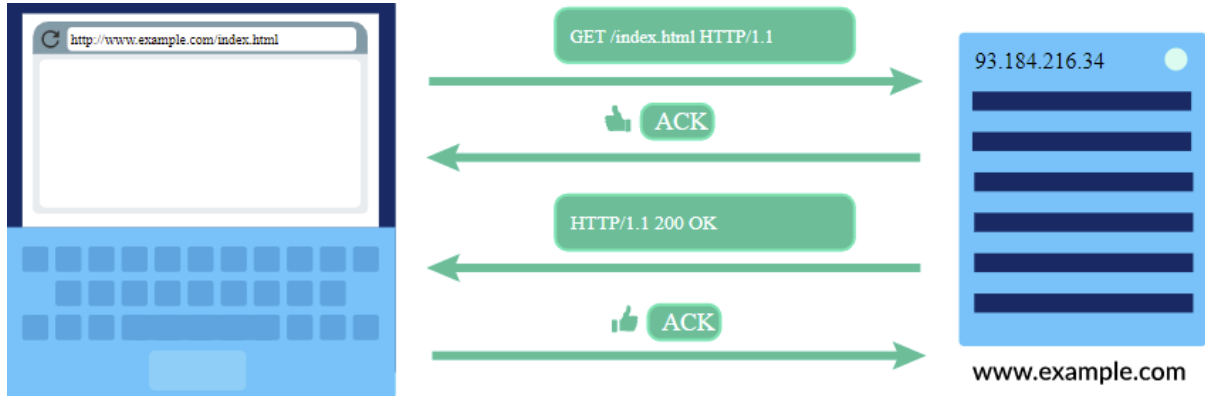 http://www.example.com/index.html
GET /index.html HTTP/1.1
ACK
HTTP/1.1 200 OK
ACK
93.184.216.34
www.example.com